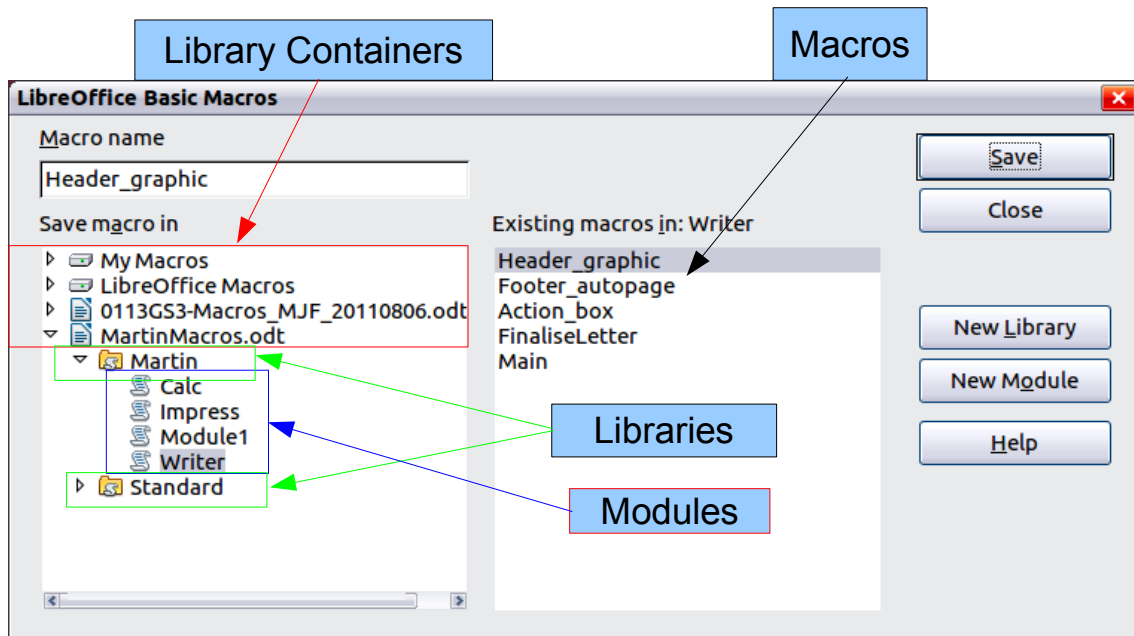 Library Containers
Macros
LibreOffice Basic Macros
Macro name
Header_graphic
Save
Close
Save macro in
Existing macros in: Writer
My Macros
LibreOffice Macros
0113GS3-Macros_MJF_20110806.odt
MartinMacros.odt
Martin
Calc
Impress
Module1
Writer
Standard
Header_graphic
Footer_autopage
Action_box
FinaliseLetter
Main
New Library
New Module
Help
Libraries
Modules